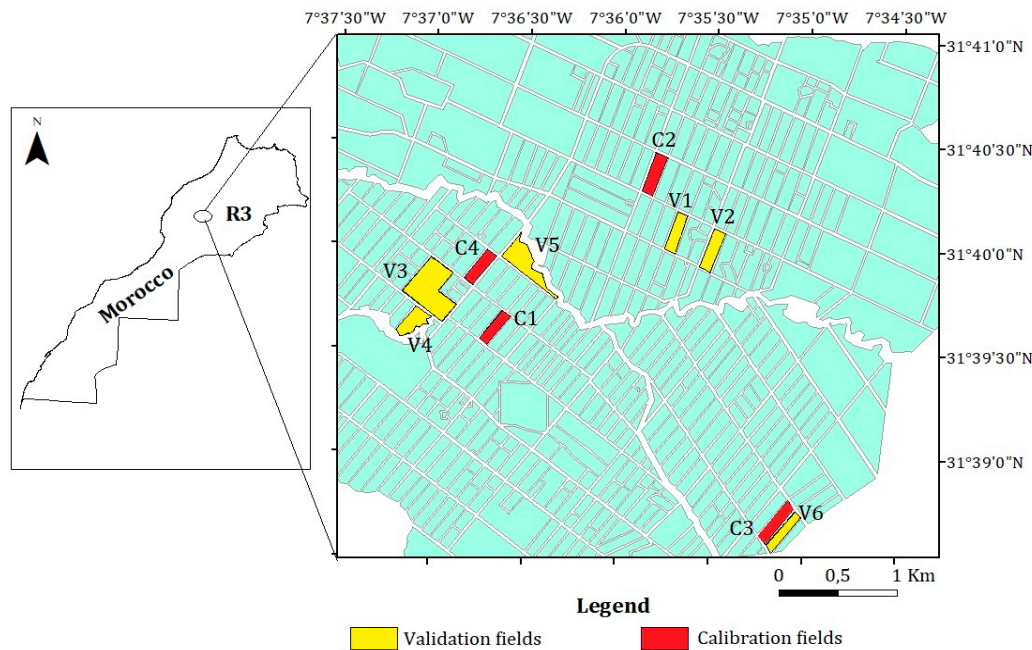 7°37'30"W 7°37'0"W 7°36'30"W 7°36'0"W 7°35'30"W 7°35'0"W 7°34'30"W
31°41'0"N
N
C2
31°40'30"N
V1
V2
R3
C4
V5
31°40'0"N
V3
Morocco
C1
V4
31°39'30"N
31°39'0"N
C3
V6
0 0,5 1 Km
Legend
Validation fields
Calibration fields